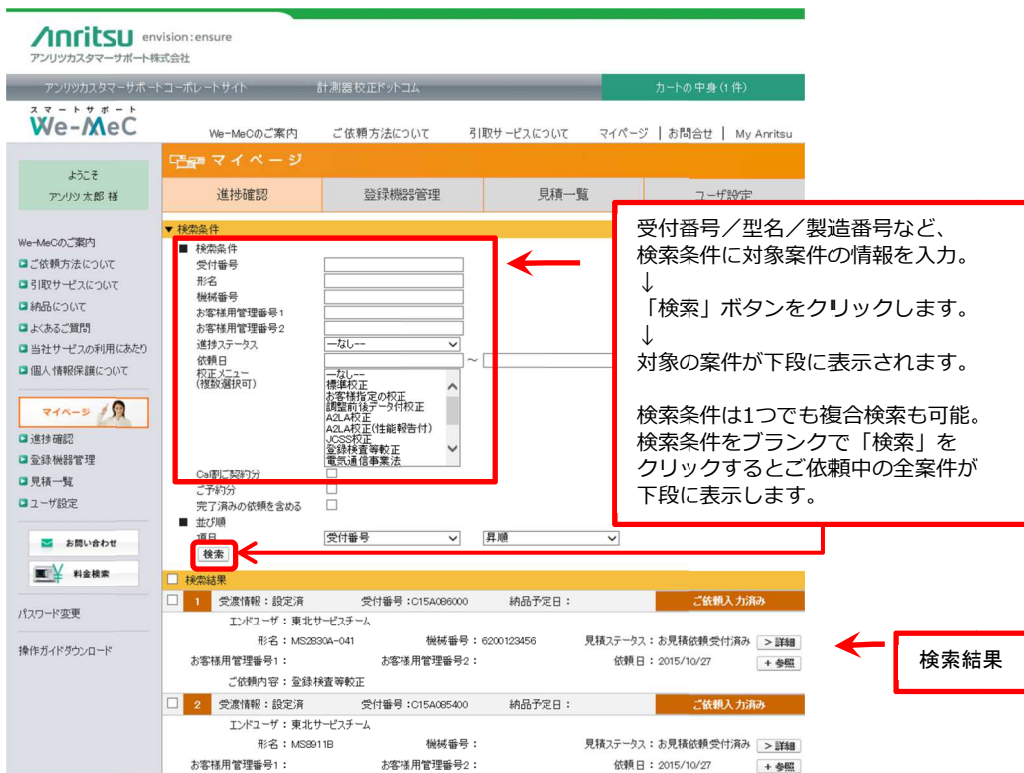 Anritsu envision:ensure
アンリツカスタマーサポート株式会社
アンリツカスタマーサポートコーポレートサイト 計測器校正ドットコム カートの中身(1件)
スマートサポート
We-MeC
We-MeCのご案内 ご依頼方法について 引取サービスについて マイページ | お問合せ | My Anritsu
ようこそ
アンリツ太郎 様
We-MeCのご案内
ご依頼方法について
引取サービスについて
納品について
よくあるご質問
当社サービスの利用にあたり
個人情報保護について
マイページ
進捗確認
登録機器管理
見積一覧
ユーザ設定
お問い合わせ
料金検索
パスワード変更
操作ガイドダウンロード
マイページ
進捗確認 登録機器管理 見積一覧 ユーザ設定
▼ 検索条件
■ 検索条件
受付番号
形名
機械番号
お客様用管理番号1
お客様用管理番号2
進捗ステータス --なし--
依頼日 ~
校正メニュー
(複数選択可)
--なし--
標準校正
お客様指定の校正
調整前後データ付校正
A2LA校正
A2LA校正(性能報告付)
JCSS校正
登録検査等較正
電気通信事業法
Cal割ご契約分
ご予約分
完了済みの依頼を含める
■ 並び順
項目 受付番号 昇順
検索
受付番号／型名／製造番号など、
検索条件に対象案件の情報を入力。
↓
「検索」ボタンをクリックします。
↓
対象の案件が下段に表示されます。
検索条件は1つでも複合検索も可能。
検索条件をブランクで「検索」を
クリックするとご依頼中の全案件が
下段に表示します。
検索結果
1 受渡情報：設定済 受付番号：C15A086000 納品予定日： ご依頼入力済み
エンドユーザ：東北サービスチーム
形名：MS2830A-041 機械番号：6200123456 見積ステータス：お見積依頼受付済み ＞詳細
お客様用管理番号1： お客様用管理番号2： 依頼日：2015/10/27 ＋参照
ご依頼内容：登録検査等較正
2 受渡情報：設定済 受付番号：C15A085400 納品予定日： ご依頼入力済み
エンドユーザ：東北サービスチーム
形名：MS8911B 機械番号： 見積ステータス：お見積依頼受付済み ＞詳細
お客様用管理番号1： お客様用管理番号2： 依頼日：2015/10/27 ＋参照
検索結果